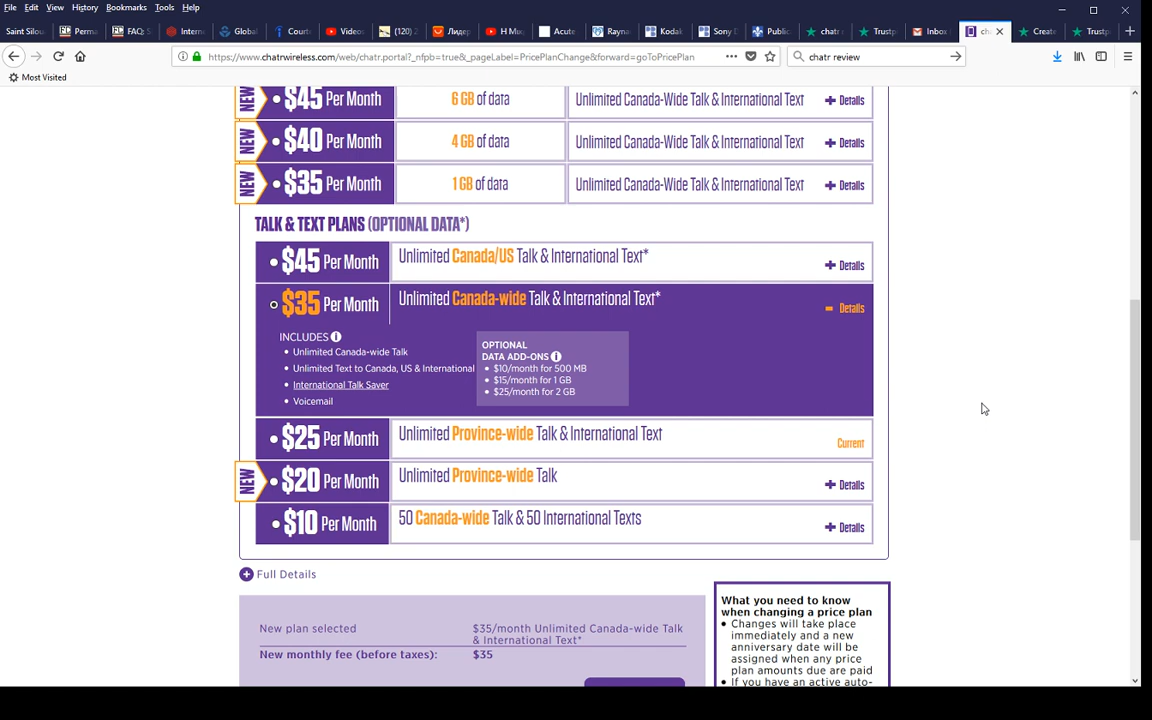 File Edit View History Bookmarks Tools Help
Saint Silou Perma FAQ: S Intern Global Court Videos (120) Лидер Н Мо Acute Rayna Kodak Sony Public chatr Trustp Inbox ch Create Trustp
https://www.chatrwireless.com/web/chatr.portal?_nfpb=true&_pageLabel=PricePlanChange&forward=goToPricePlan
chatr review
Most Visited
NEW $45 Per Month 6 GB of data Unlimited Canada-Wide Talk & International Text + Details
NEW $40 Per Month 4 GB of data Unlimited Canada-Wide Talk & International Text + Details
NEW $35 Per Month 1 GB of data Unlimited Canada-Wide Talk & International Text + Details
TALK & TEXT PLANS (OPTIONAL DATA*)
$45 Per Month Unlimited Canada/US Talk & International Text* + Details
$35 Per Month Unlimited Canada-wide Talk & International Text* - Details
INCLUDES
• Unlimited Canada-wide Talk
• Unlimited Text to Canada, US & International
• International Talk Saver
• Voicemail
OPTIONAL
DATA ADD-ONS
• $10/month for 500 MB
• $15/month for 1 GB
• $25/month for 2 GB
$25 Per Month Unlimited Province-wide Talk & International Text Current
NEW $20 Per Month Unlimited Province-wide Talk + Details
$10 Per Month 50 Canada-wide Talk & 50 International Texts + Details
+ Full Details
New plan selected $35/month Unlimited Canada-wide Talk
& International Text*
New monthly fee (before taxes): $35
What you need to know
when changing a price plan
• Changes will take place
immediately and a new
anniversary date will be
assigned when any price
plan amounts due are paid
• If you have an active auto-